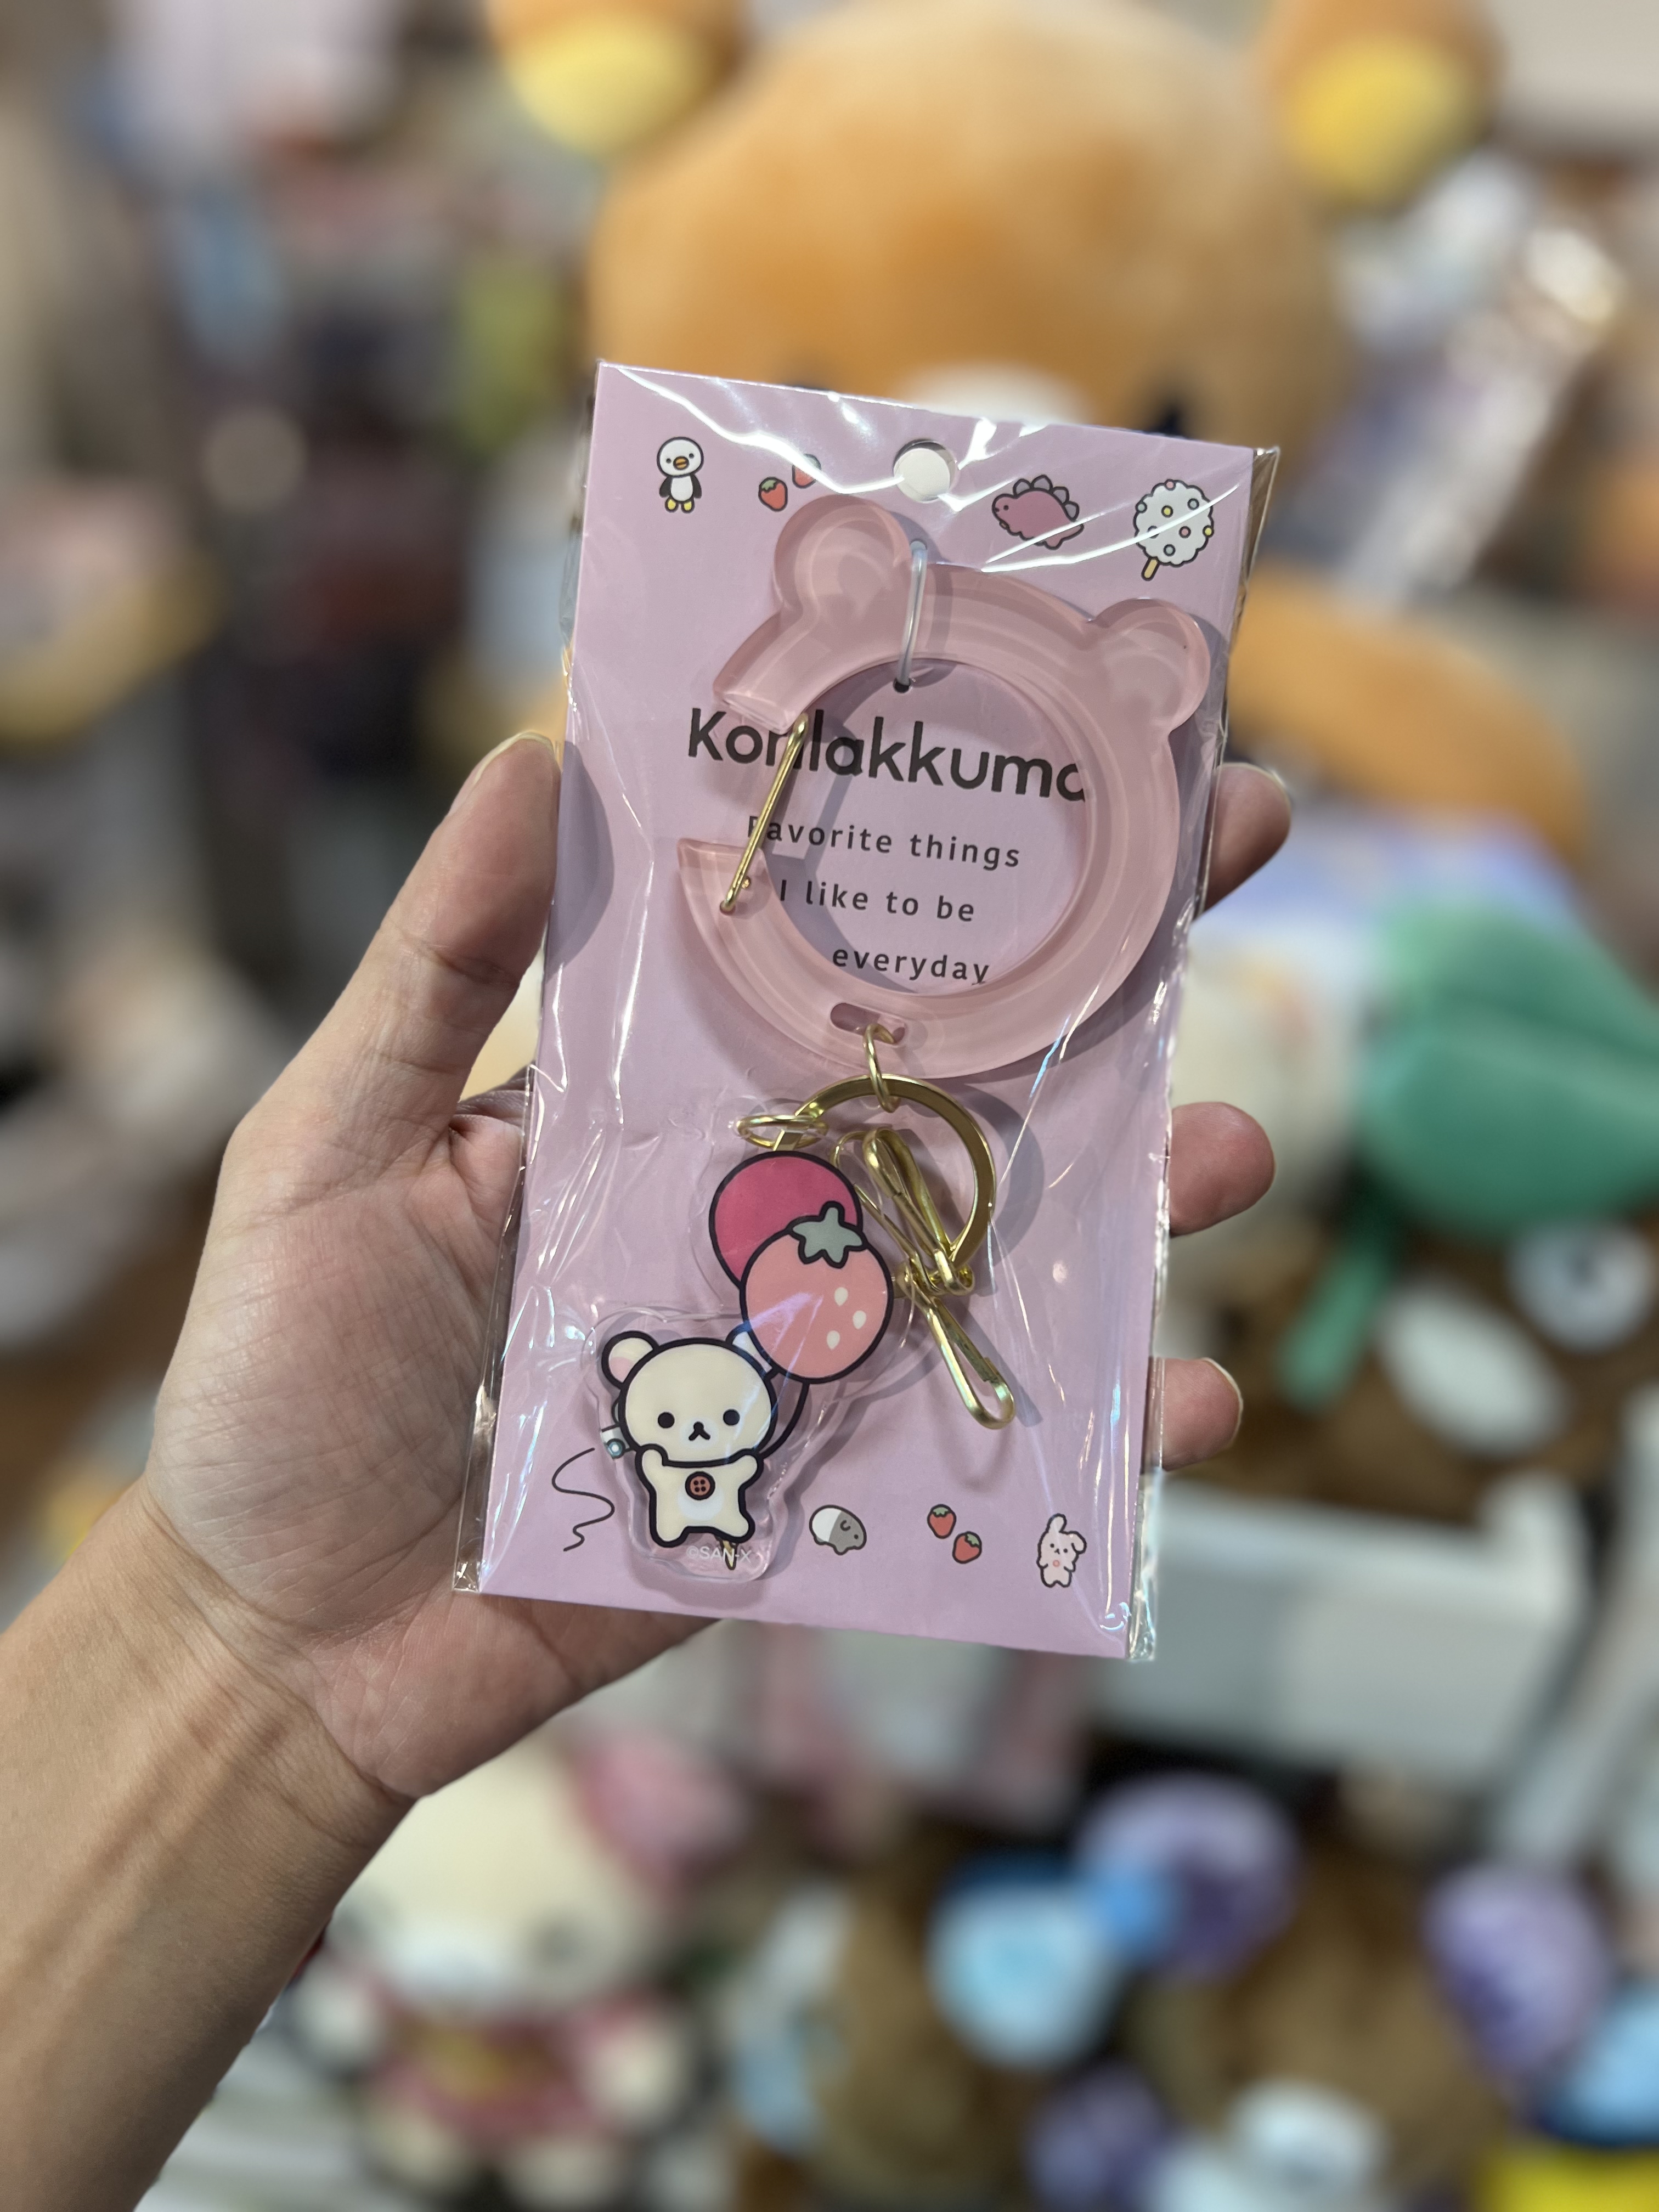 Korilakkuma
Favorite things
I like to be
everyday
©SAN-X